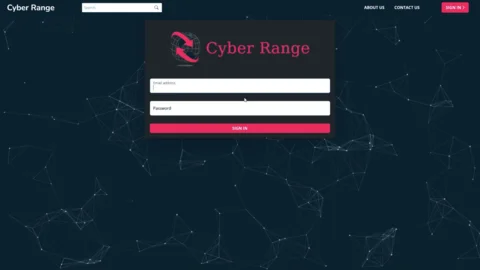 Cyber Range
Search
ABOUT US
CONTACT US
SIGN IN
Cyber Range
Email address
Password
SIGN IN